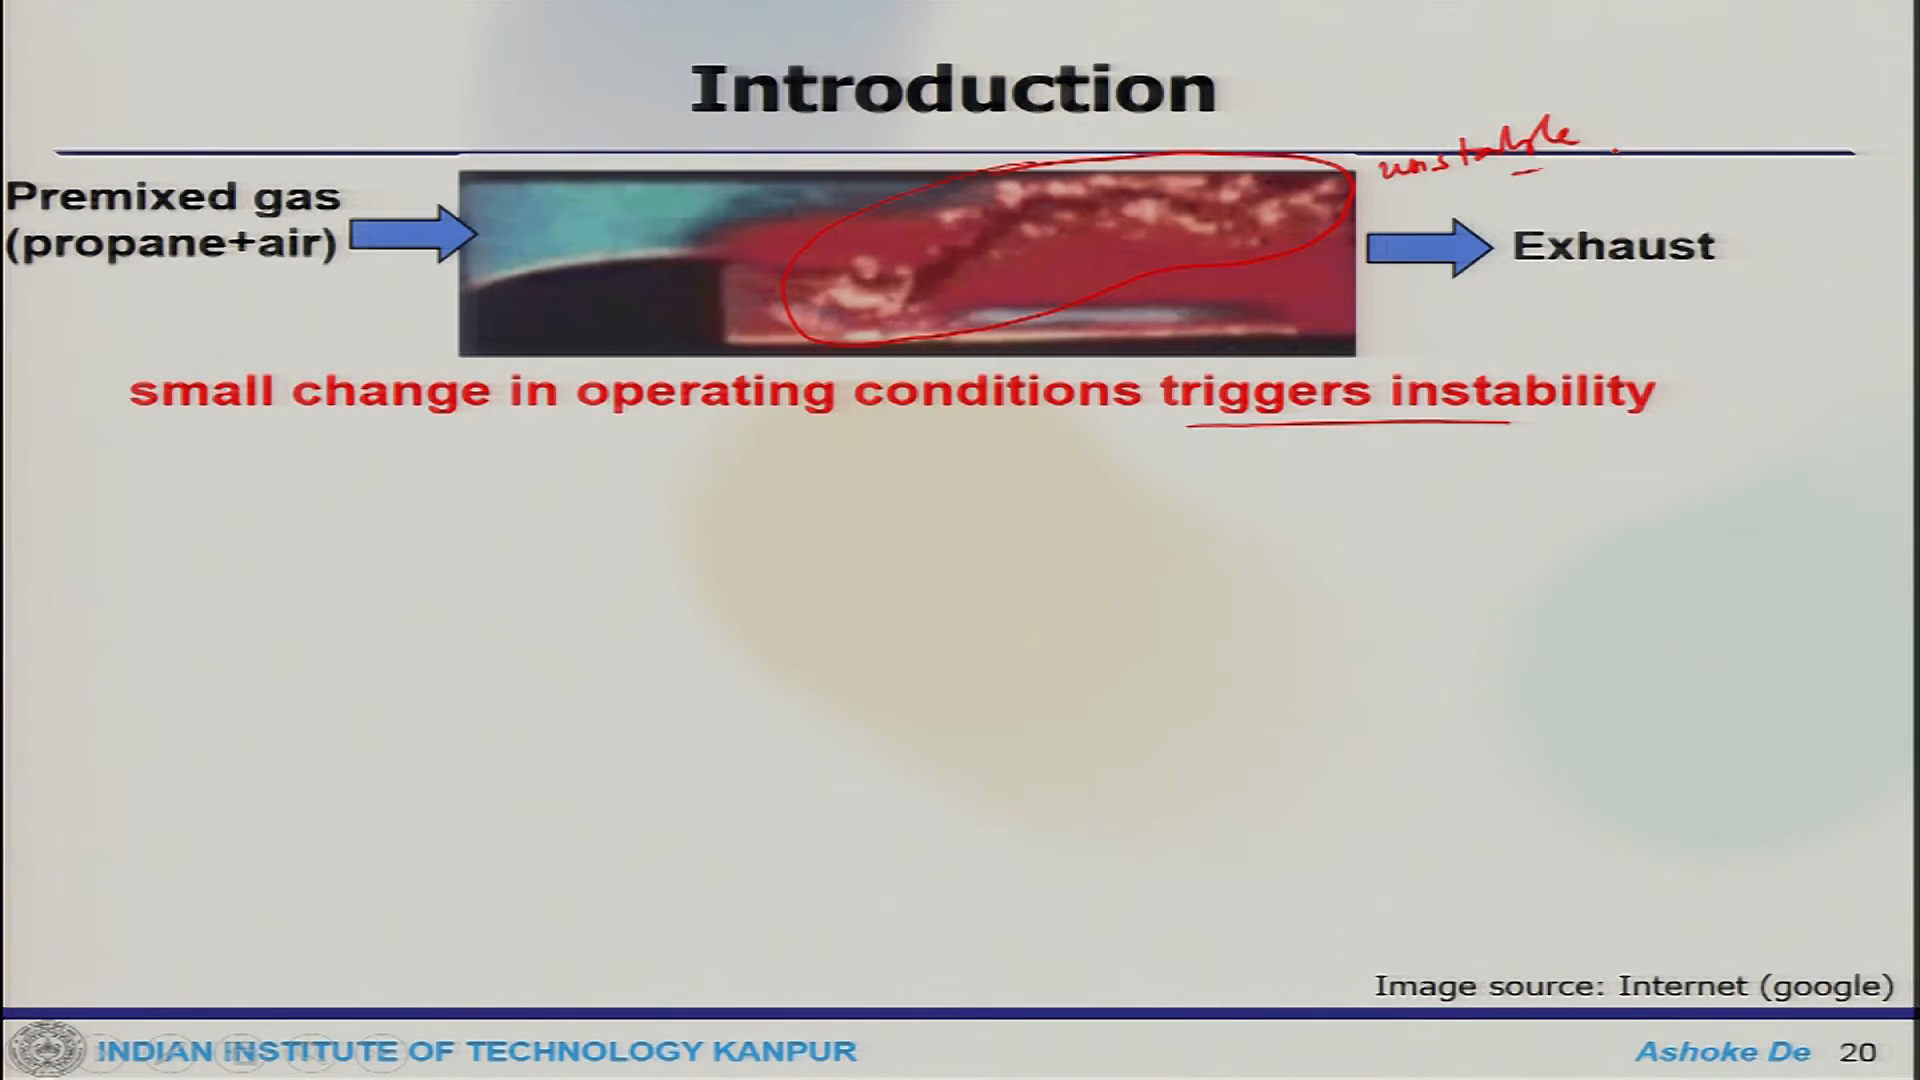 Introduction
unstable.
Premixed gas
(propane+air)
Exhaust
small change in operating conditions triggers instability
Image source: Internet (google)
INDIAN INSTITUTE OF TECHNOLOGY KANPUR
Ashoke De 20